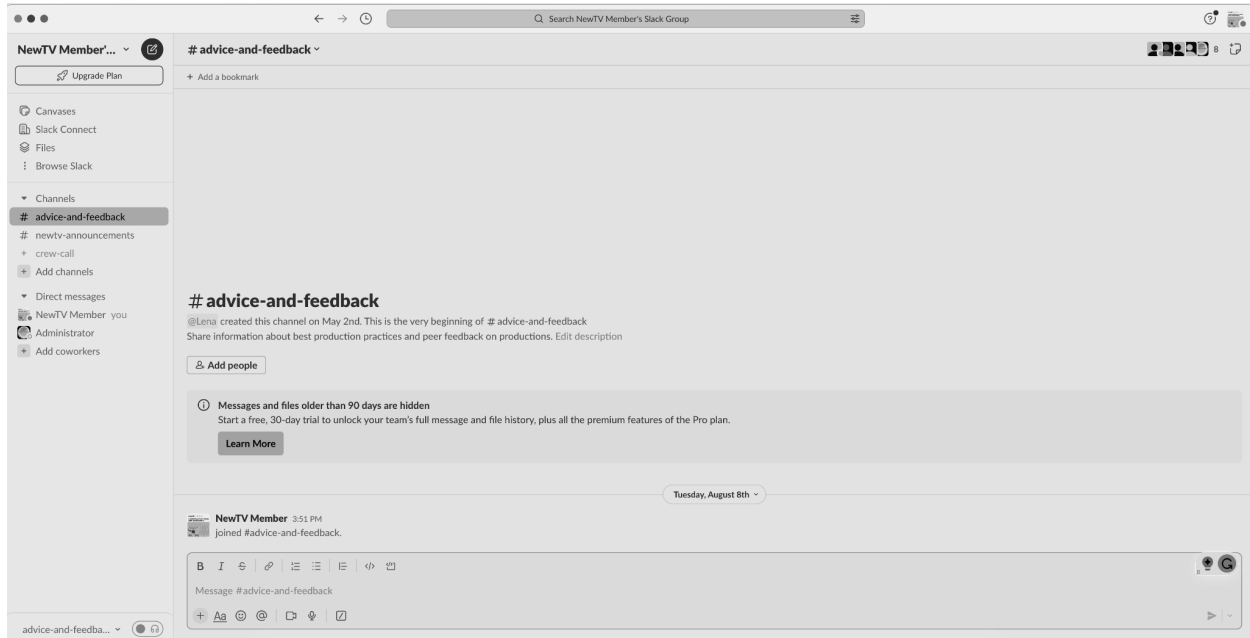 Search NewTV Member's Slack Group
NewTV Member'...
# advice-and-feedback
8
Upgrade Plan
+ Add a bookmark
Canvases
Slack Connect
Files
Browse Slack
Channels
# advice-and-feedback
# newtv-announcements
+ crew-call
+ Add channels
Direct messages
NewTV Member you
Administrator
+ Add coworkers
# advice-and-feedback
@Lena created this channel on May 2nd. This is the very beginning of # advice-and-feedback
Share information about best production practices and peer feedback on productions. Edit description
Add people
Messages and files older than 90 days are hidden
Start a free, 30-day trial to unlock your team's full message and file history, plus all the premium features of the Pro plan.
Learn More
Tuesday, August 8th
NewTV Member 3:51 PM
joined #advice-and-feedback.
B I S
Message #advice-and-feedback
+ Aa @
advice-and-feedba...